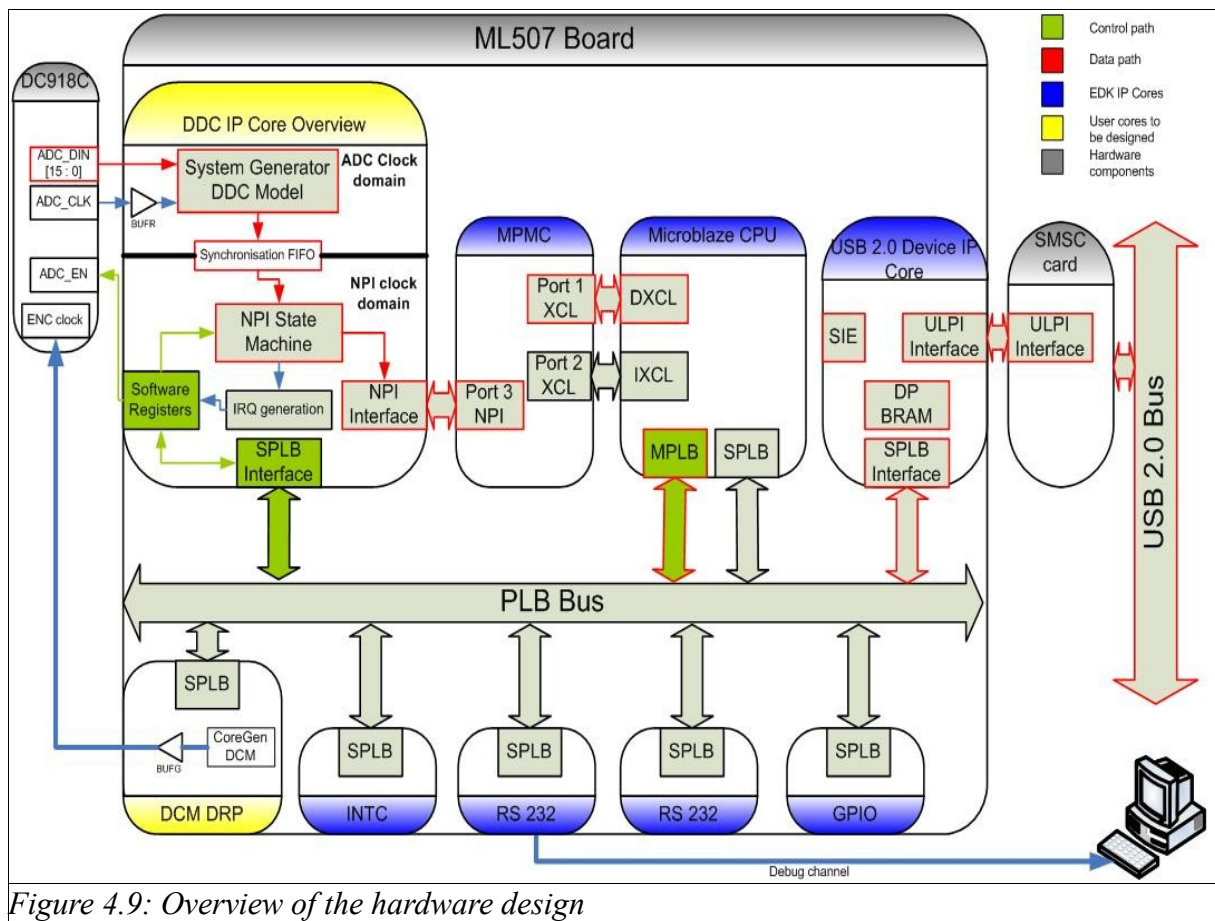 ML507 Board
Control path
Data path
EDK IP Cores
User cores to
be designed
Hardware
components
DC918C
ADC_DIN
[15 : 0]
ADC_CLK
ADC_EN
ENC clock
BUFR
DDC IP Core Overview
System Generator
DDC Model
ADC Clock
domain
Synchronisation FIFO
NPI clock
domain
NPI State
Machine
Software
Registers
IRQ generation
NPI
Interface
SPLB
Interface
MPMC
Port 1
XCL
Port 2
XCL
Port 3
NPI
Microblaze CPU
DXCL
IXCL
MPLB
SPLB
USB 2.0 Device IP
Core
SIE
ULPI
Interface
DP
BRAM
SPLB
Interface
SMSC
card
ULPI
Interface
USB 2.0 Bus
PLB Bus
SPLB
CoreGen
DCM
BUFG
DCM DRP
SPLB
INTC
SPLB
RS 232
SPLB
RS 232
SPLB
GPIO
Debug channel
Figure 4.9: Overview of the hardware design